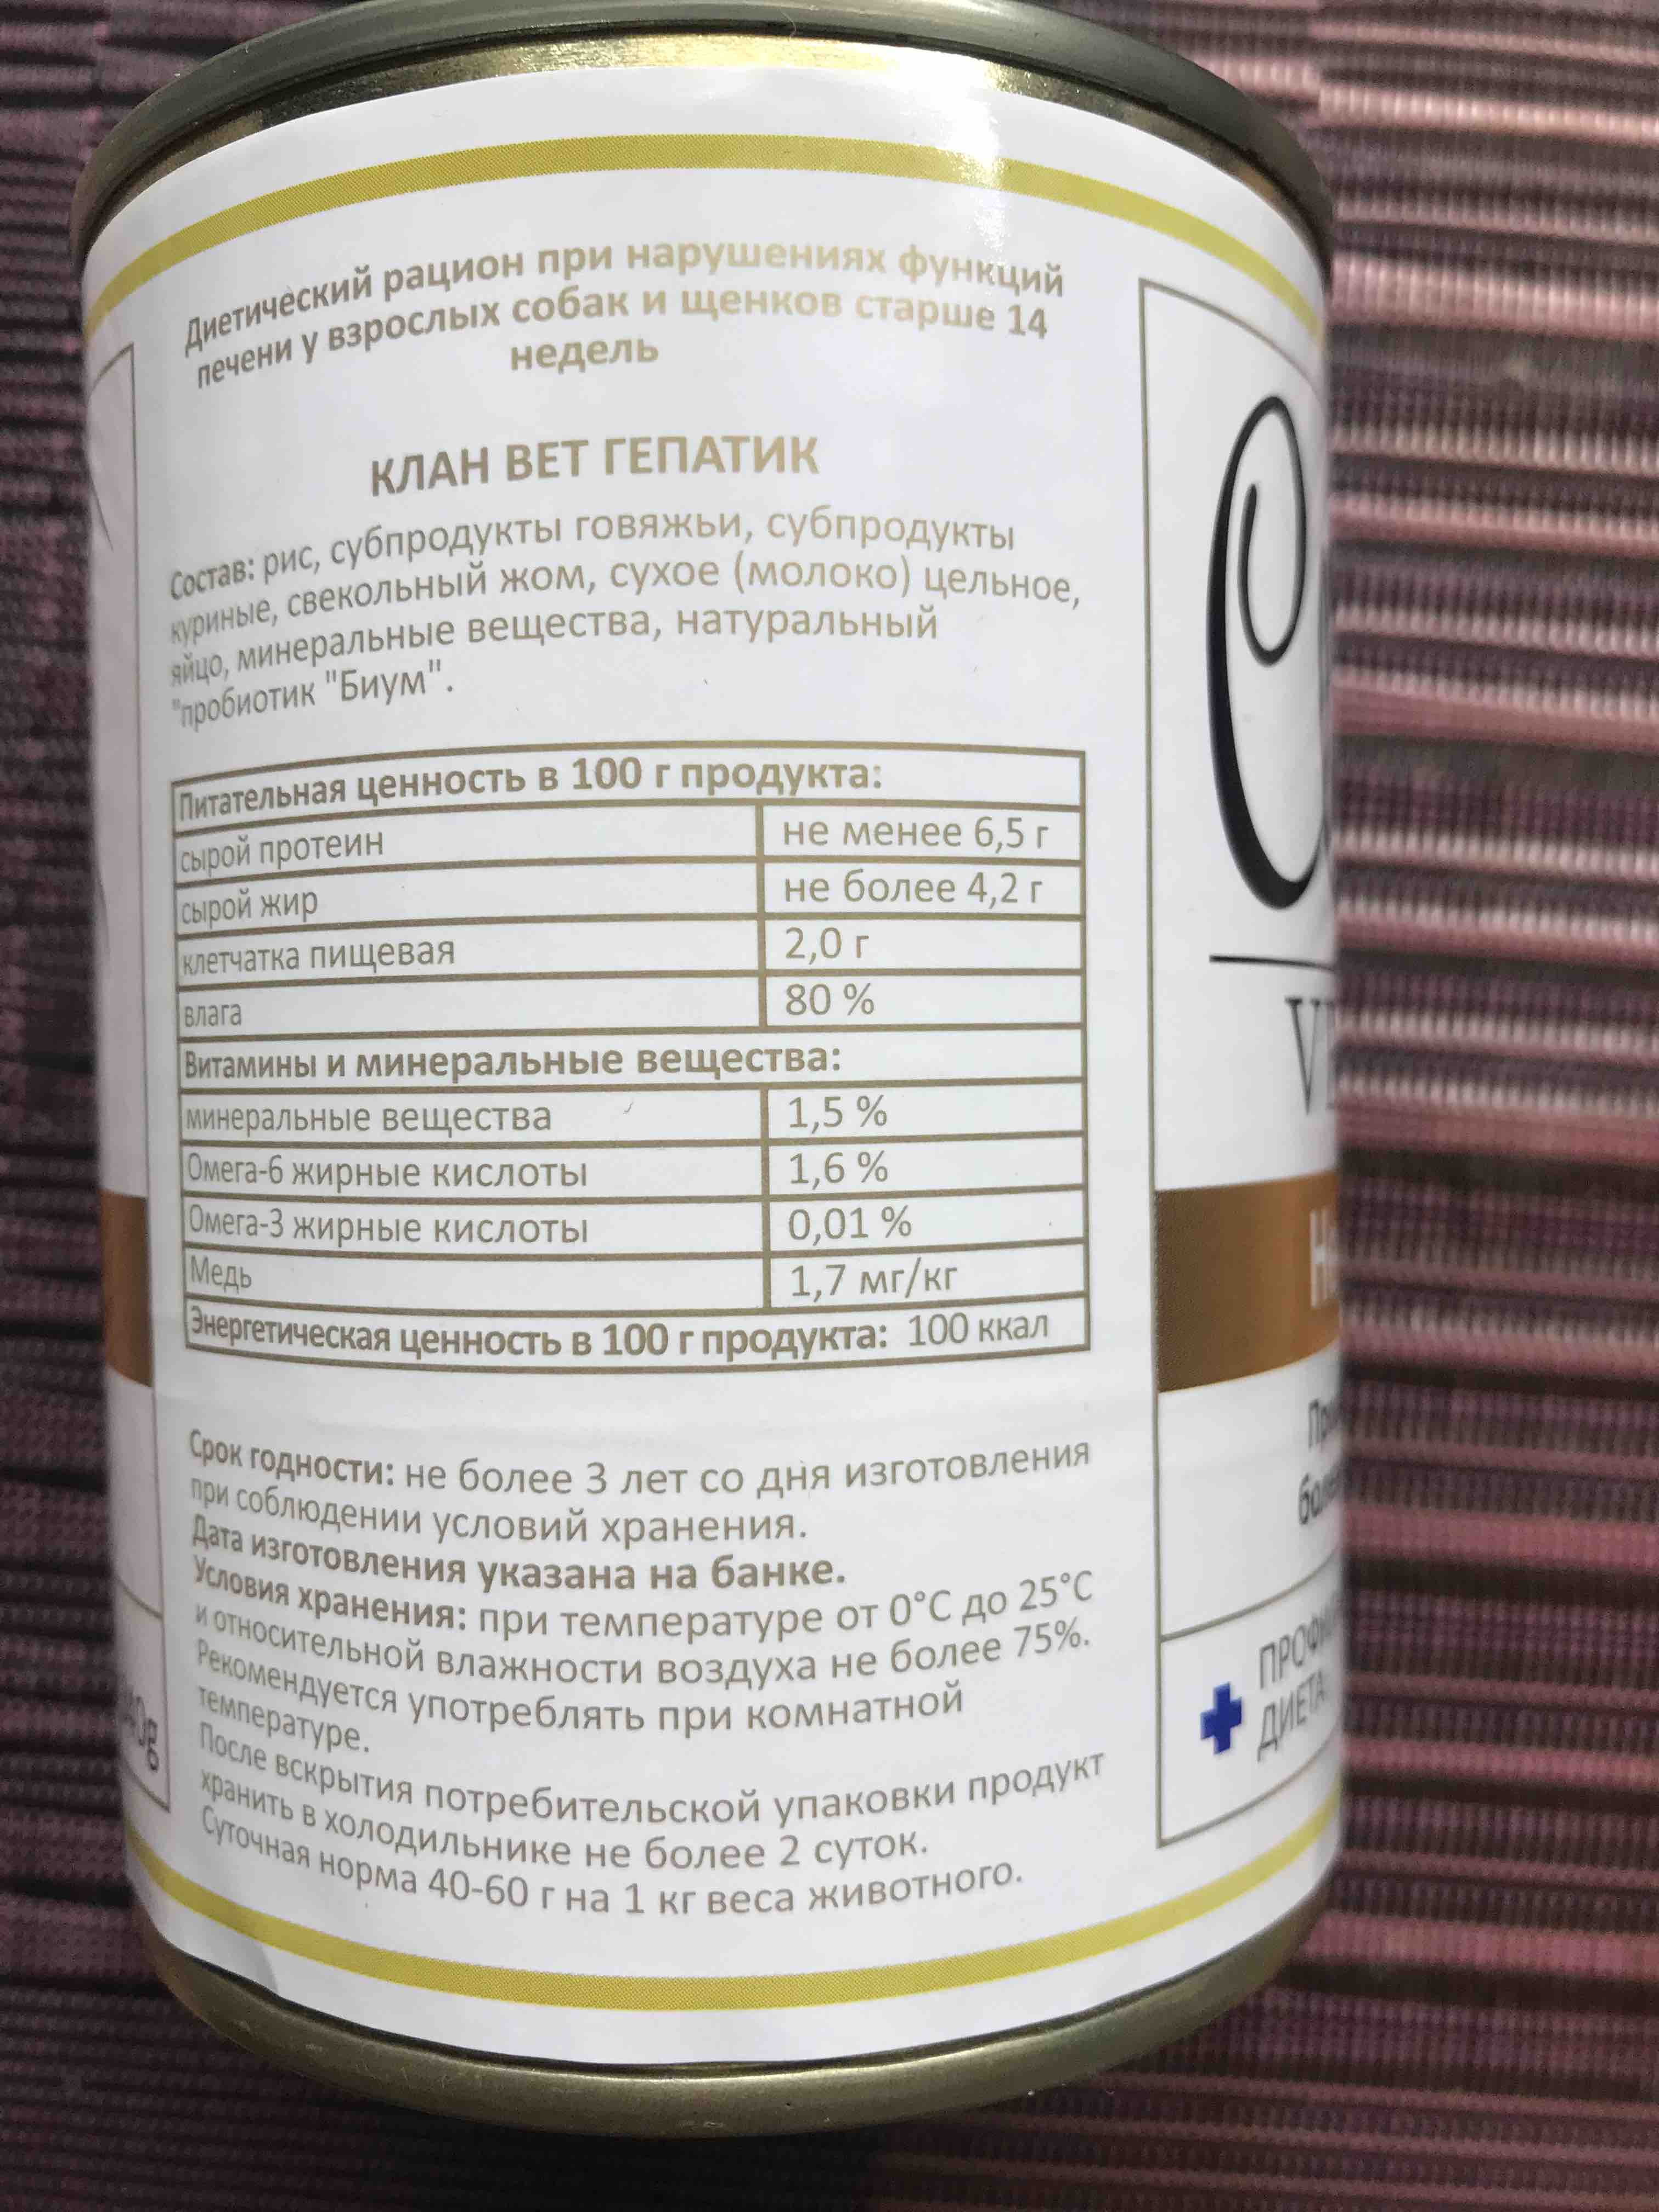 Диетический рацион при нарушениях функций
печени у взрослых собак и щенков старше 14
недель
КЛАН ВЕТ ГЕПАТИК
Состав: рис, субпродукты говяжьи, субпродукты
куриные, свекольный жом, сухое (молоко) цельное,
яйцо, минеральные вещества, натуральный
"пробиотик "Биум".
Питательная ценность в 100 г продукта:
сырой протеин не менее 6,5 г
сырой жир не более 4,2 г
клетчатка пищевая 2,0 г
влага 80 %
Витамины и минеральные вещества:
минеральные вещества 1,5 %
Омега-6 жирные кислоты 1,6 %
Омега-3 жирные кислоты 0,01 %
Медь 1,7 мг/кг
Энергетическая ценность в 100 г продукта: 100 ккал
Срок годности: не более 3 лет со дня изготовления
при соблюдении условий хранения.
Дата изготовления указана на банке.
Условия хранения: при температуре от 0°С до 25°С
и относительной влажности воздуха не более 75%.
Рекомендуется употреблять при комнатной
температуре.
После вскрытия потребительской упаковки продукт
хранить в холодильнике не более 2 суток.
Суточная норма 40-60 г на 1 кг веса животного.